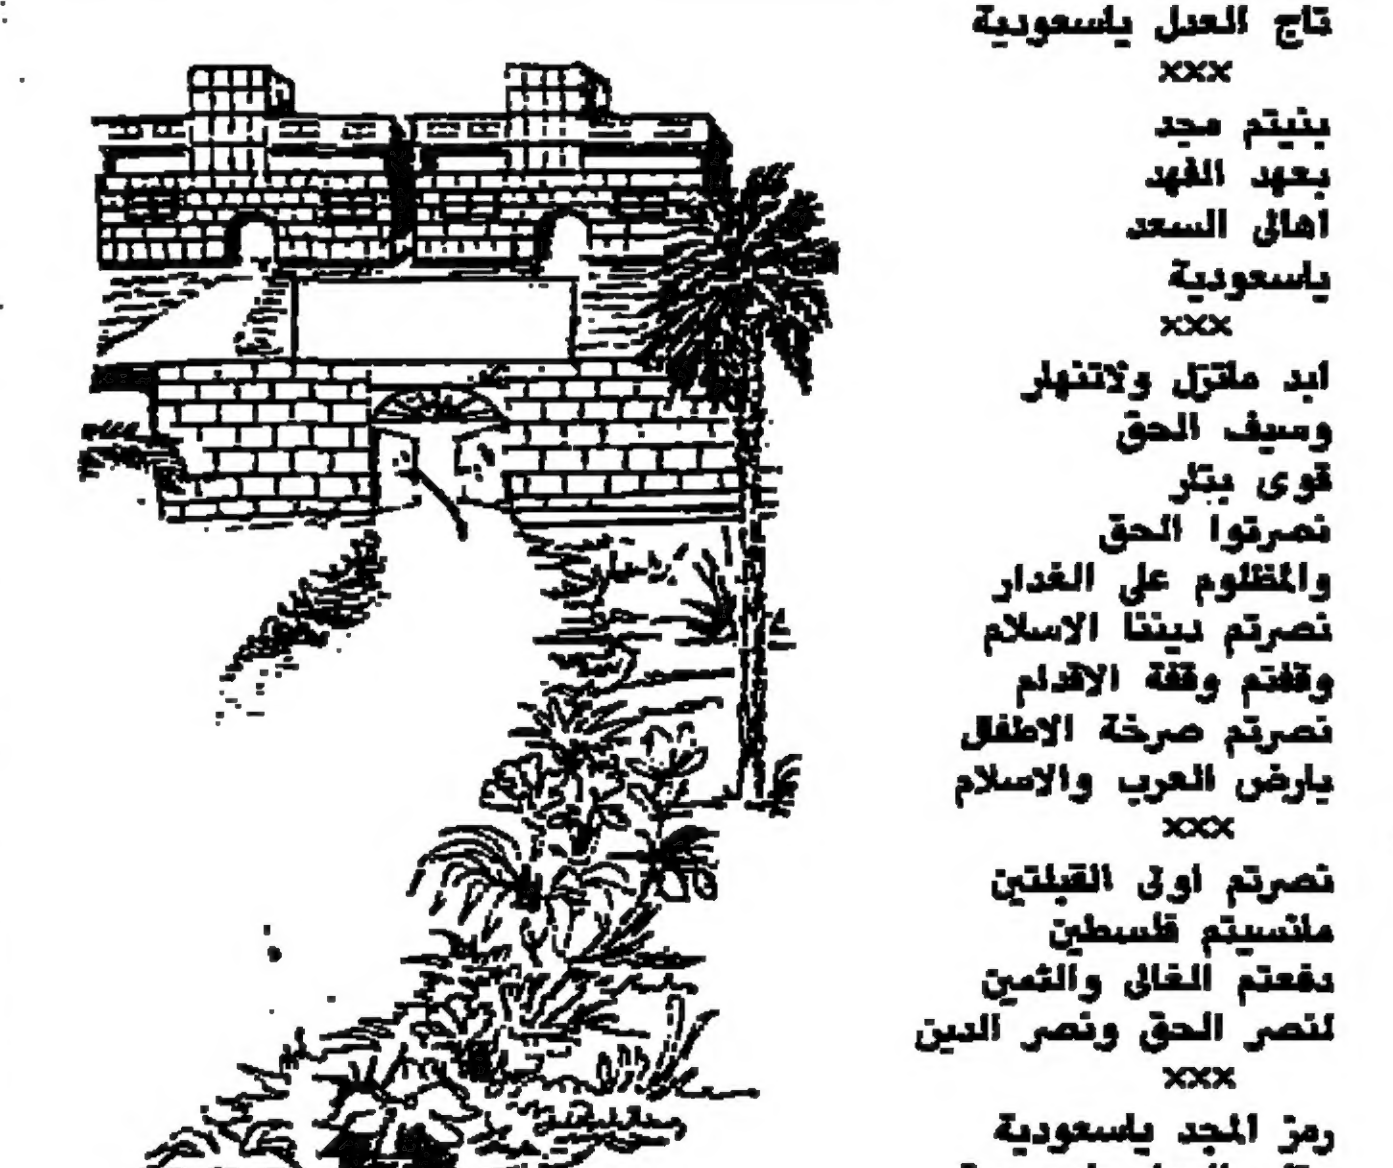 تاج العدل ياسعودية
xxx
بنيتم مجد
بعهد الفهد
اهالى السعد
ياسعودية
xxx
ابد ماتزل ولاتنهار
وسيف الحق
قوى بتار
نصرتوا الحق
والمظلوم على الغدار
نصرتم ديننا الاسلام
وقفتم وقفة الاقدام
نصرتم صرخة الاطفال
يارض العرب والاسلام
xxx
نصرتم اولى القبلتين
مانسيتم فلسطين
دفعتم الغالى والثمين
لنصر الحق ونصر الدين
xxx
رمز المجد ياسعودية